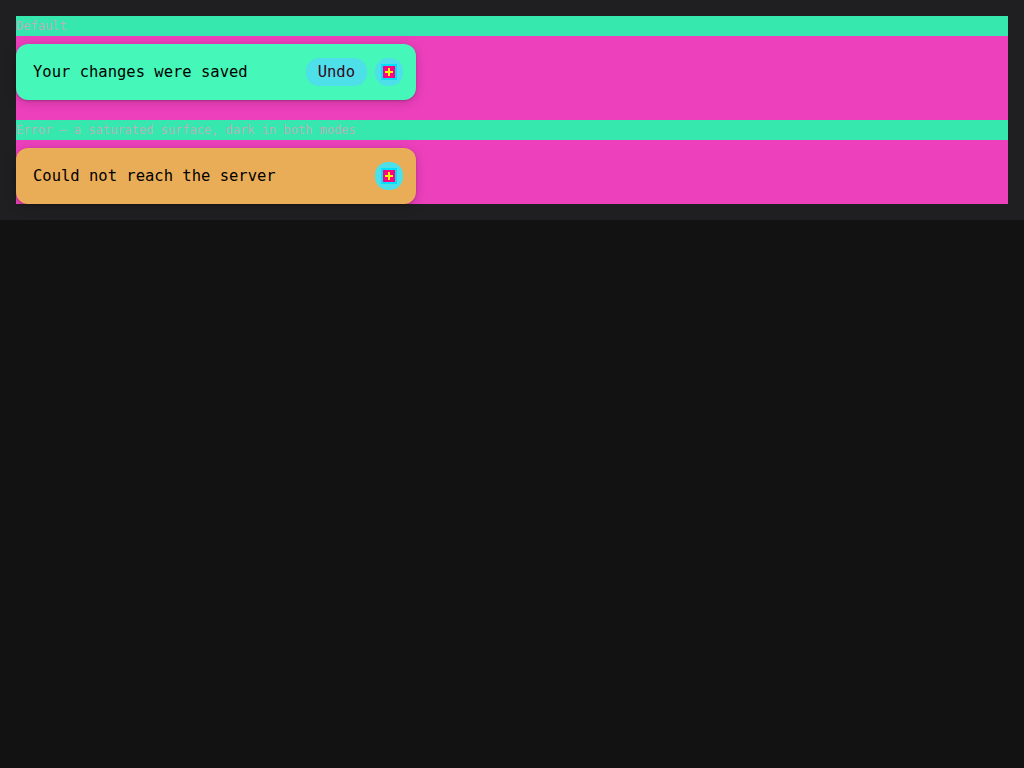 Default
Your changes were saved
Undo
Error — a saturated surface, dark in both modes
Could not reach the server